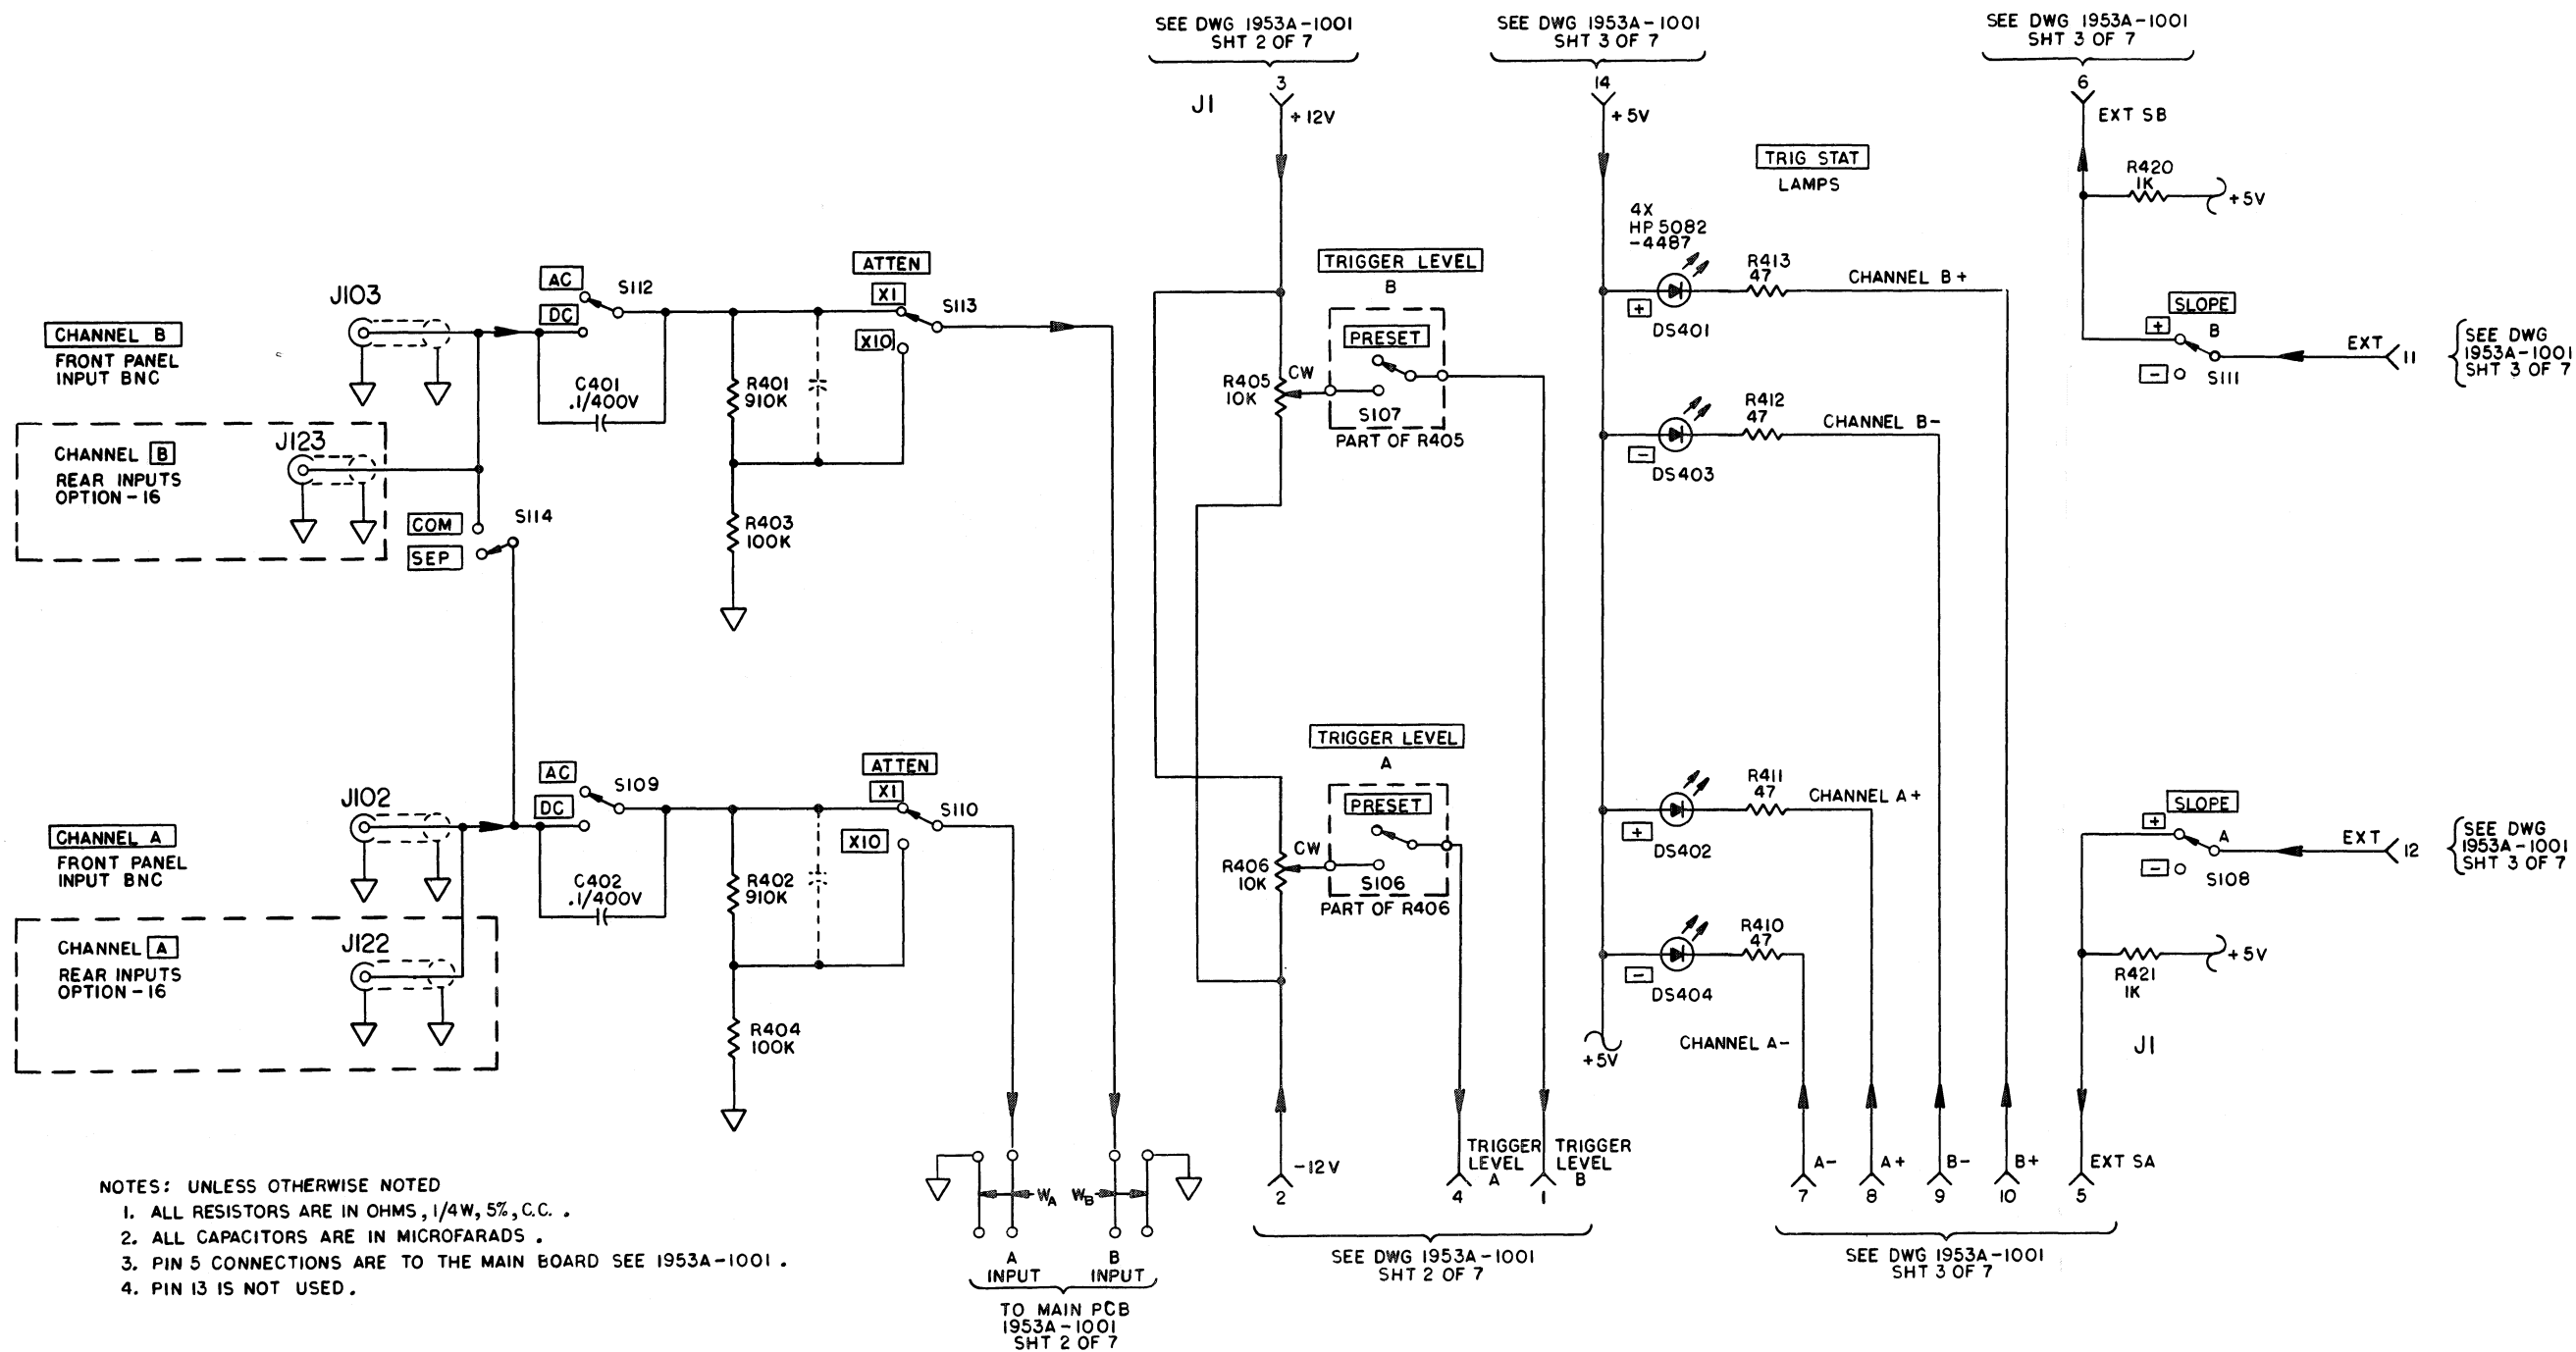 SEE DWG 1953A-1001
SHT 2 OF 7
3
J1
+12V
SEE DWG 1953A-1001
SHT 3 OF 7
14
+5V
SEE DWG 1953A-1001
SHT 3 OF 7
6
EXT SB
R420
1K
+5V
TRIG STAT
LAMPS
4X
HP 5082
-4487
CHANNEL B
FRONT PANEL
INPUT BNC
J103
AC
DC
S112
C401
.1/400V
R401
910K
R403
100K
ATTEN
X1
X10
S113
CHANNEL B
REAR INPUTS
OPTION-16
J123
COM
SEP
S114
TRIGGER LEVEL
B
PRESET
R405
10K
CW
S107
PART OF R405
R413
47
CHANNEL B+
+
DS401
R412
47
CHANNEL B-
-
DS403
SLOPE
+
B
-
S111
EXT
11
SEE DWG
1953A-1001
SHT 3 OF 7
CHANNEL A
FRONT PANEL
INPUT BNC
J102
AC
DC
S109
C402
.1/400V
R402
910K
R404
100K
ATTEN
X1
X10
S110
CHANNEL A
REAR INPUTS
OPTION-16
J122
TRIGGER LEVEL
A
PRESET
R406
10K
CW
S106
PART OF R406
R411
47
CHANNEL A+
+
DS402
R410
47
-
DS404
CHANNEL A-
+5V
SLOPE
+
A
-
S108
EXT
12
SEE DWG
1953A-1001
SHT 3 OF 7
R421
1K
+5V
J1
NOTES: UNLESS OTHERWISE NOTED
1. ALL RESISTORS ARE IN OHMS, 1/4W, 5%, C.C. .
2. ALL CAPACITORS ARE IN MICROFARADS .
3. PIN 5 CONNECTIONS ARE TO THE MAIN BOARD SEE 1953A-1001 .
4. PIN 13 IS NOT USED .
WA
WB
A
INPUT
B
INPUT
TO MAIN PCB
1953A-1001
SHT 2 OF 7
-12V
2
TRIGGER
LEVEL
A
4
TRIGGER
LEVEL
B
1
SEE DWG 1953A-1001
SHT 2 OF 7
A-
7
A+
8
B-
9
B+
10
EXT SA
5
SEE DWG 1953A-1001
SHT 3 OF 7